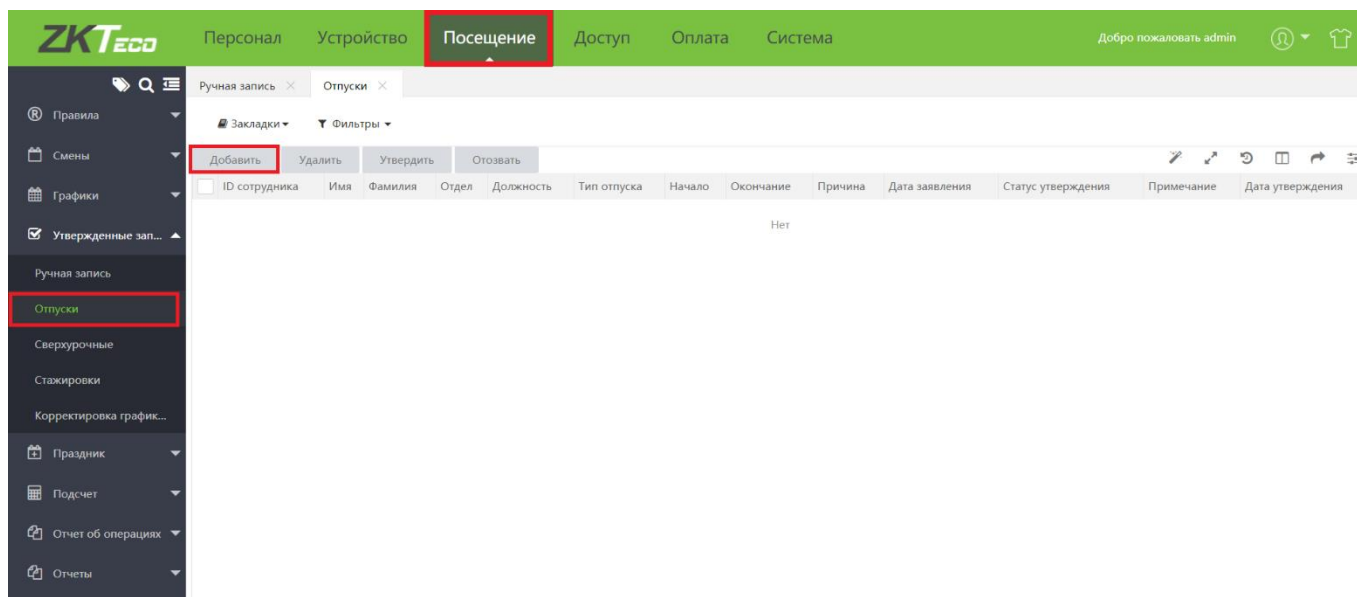 ZKTeco Персонал Устройство Посещение Доступ Оплата Система Добро пожаловать admin
Ручная запись Отпуски
® Правила
Закладки Фильтры
Смены
Добавить Удалить Утвердить Отозвать
ID сотрудника Имя Фамилия Отдел Должность Тип отпуска Начало Окончание Причина Дата заявления Статус утверждения Примечание Дата утверждения
Графики
Нет
Утвержденные зап...
Ручная запись
Отпуски
Сверхурочные
Стажировки
Корректировка график...
Праздник
Подсчет
Отчет об операциях
Отчеты